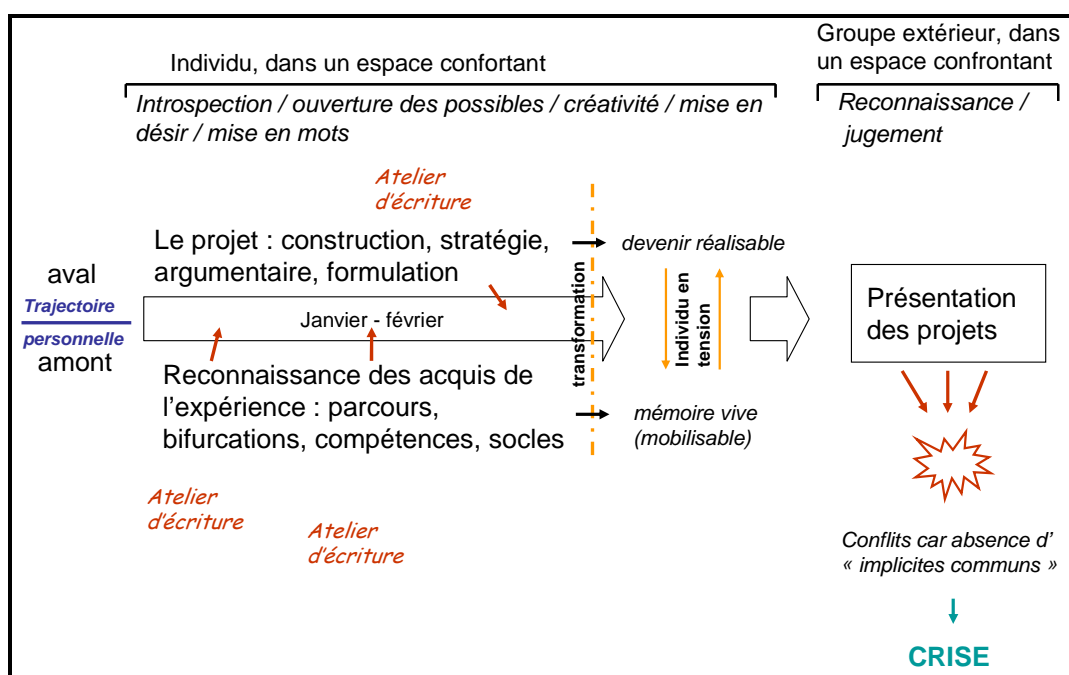 Individu, dans un espace confortant
Groupe extérieur, dans
un espace confrontant
Introspection / ouverture des possibles / créativité / mise en
désir / mise en mots
Reconnaissance /
jugement
Atelier
d'écriture
Le projet : construction, stratégie,
argumentaire, formulation
devenir réalisable
aval
Trajectoire
personnelle
amont
Janvier - février
transformation
Individu en
tension
Présentation
des projets
Reconnaissance des acquis de
l'expérience : parcours,
bifurcations, compétences, socles
mémoire vive
(mobilisable)
Atelier
d'écriture
Atelier
d'écriture
Conflits car absence d'
« implicites communs »
CRISE